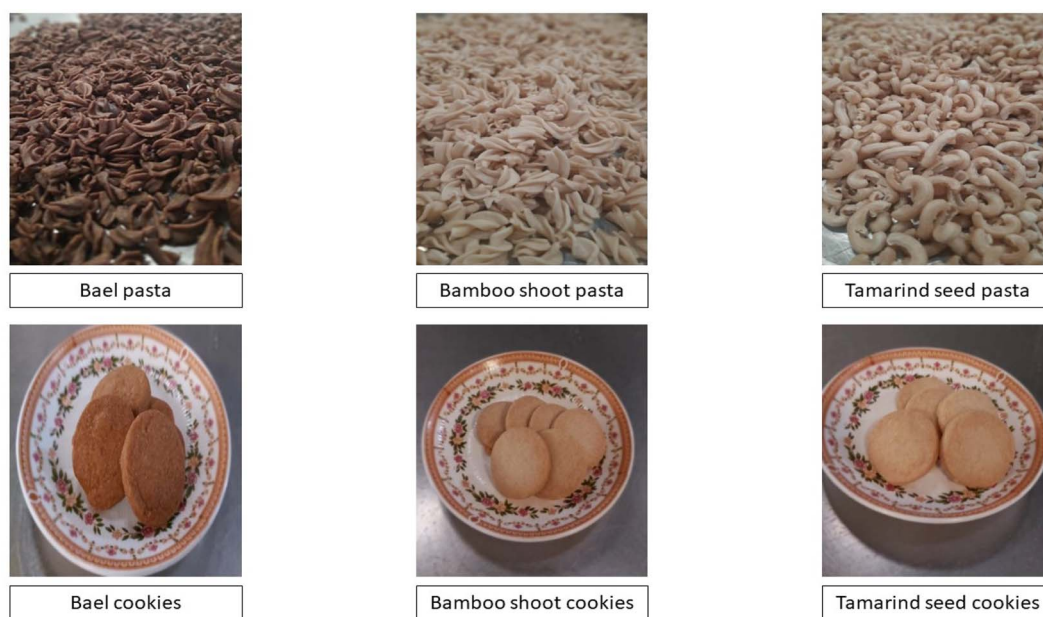 Bael pasta
Bamboo shoot pasta
Tamarind seed pasta
Bael cookies
Bamboo shoot cookies
Tamarind seed cookies